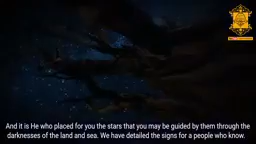 And it is He who placed for you the stars that you may be guided by them through the
darknesses of the land and sea. We have detailed the signs for a people who know.